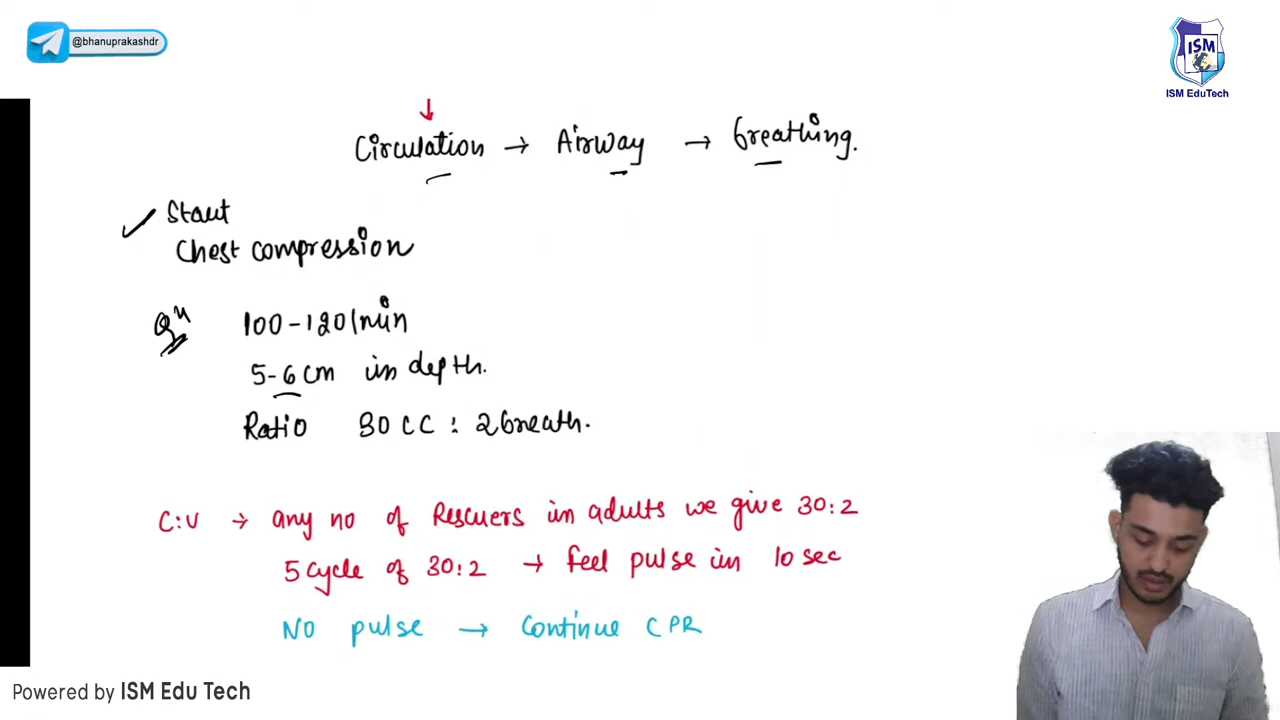 @bhanuprakashdr
ISM
ISM EduTech
Circulation → Airway → breathing.
Start
Chest compression
100-120/min
5-6 cm in depth.
Ratio 30 CC : 2 breath.
C:V → any no of Rescuers in adults we give 30:2
5 cycle of 30:2 → feel pulse in 10 sec
NO pulse → Continue CPR
Powered by ISM Edu Tech